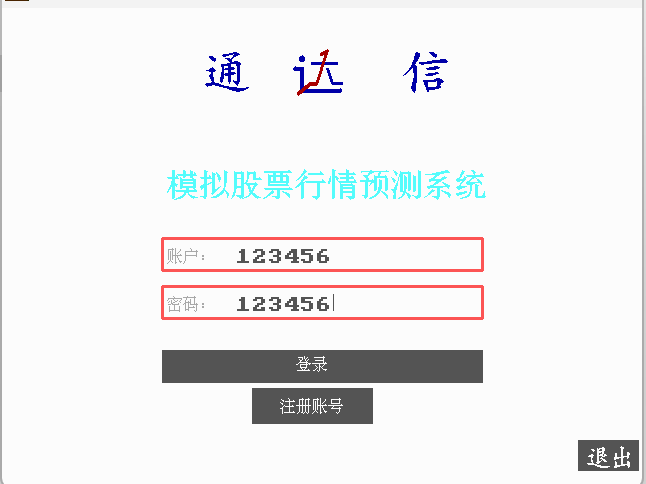 通达信
模拟股票行情预测系统
账户： 123456
密码： 123456
登录
注册账号
退出